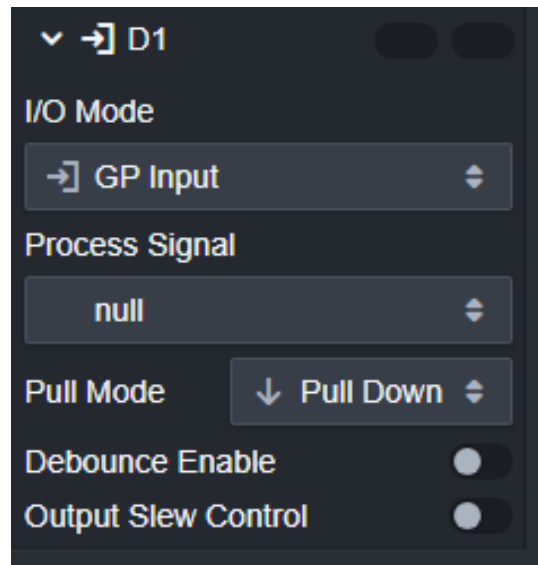 D1
I/O Mode
GP Input
Process Signal
null
Pull Mode Pull Down
Debounce Enable
Output Slew Control